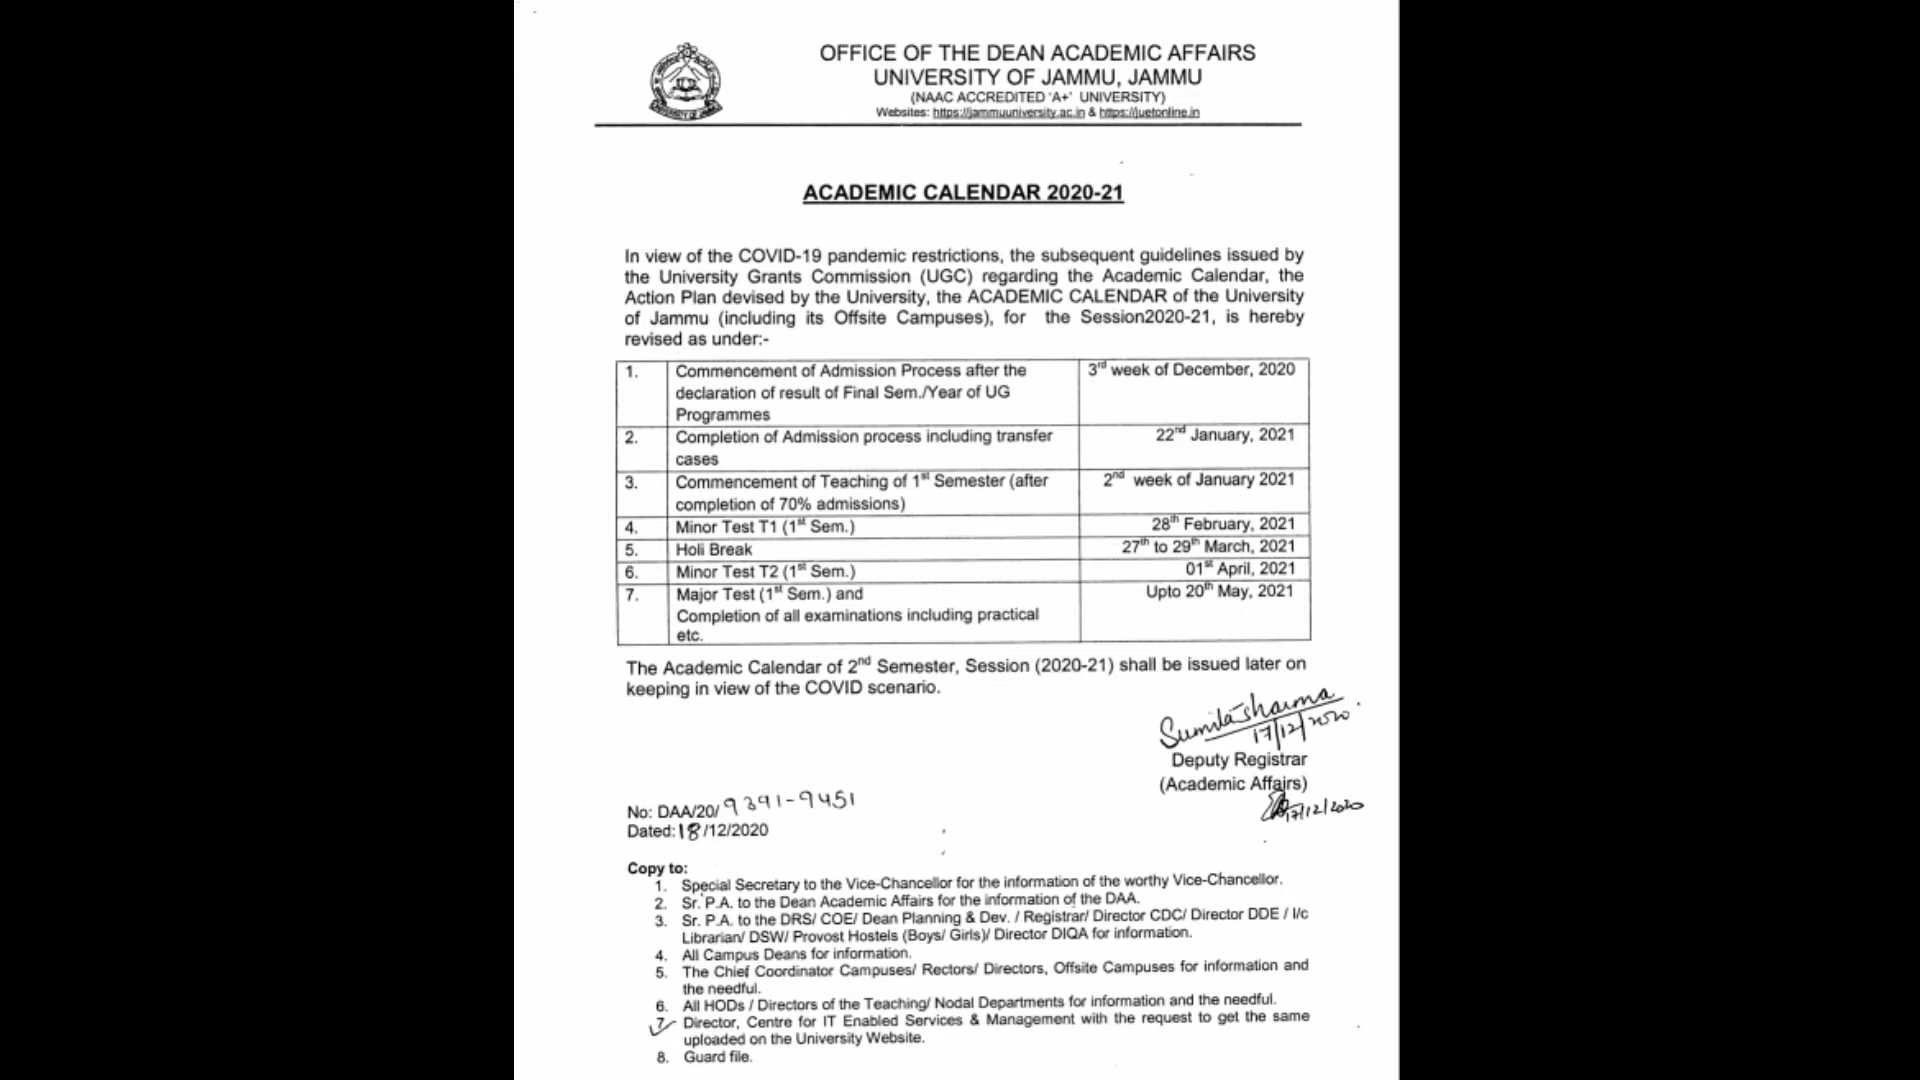 OFFICE OF THE DEAN ACADEMIC AFFAIRS
UNIVERSITY OF JAMMU, JAMMU
(NAAC ACCREDITED 'A+' UNIVERSITY)
Websites: https://jammuuniversity.ac.in & https://juetonline.in
UNIVERSITY OF JAMMU
ACADEMIC CALENDAR 2020-21
In view of the COVID-19 pandemic restrictions, the subsequent guidelines issued by
the University Grants Commission (UGC) regarding the Academic Calendar, the
Action Plan devised by the University, the ACADEMIC CALENDAR of the University
of Jammu (including its Offsite Campuses), for the Session2020-21, is hereby
revised as under:-
1. Commencement of Admission Process after the 3rd week of December, 2020
declaration of result of Final Sem./Year of UG
Programmes
2. Completion of Admission process including transfer 22nd January, 2021
cases
3. Commencement of Teaching of 1st Semester (after 2nd week of January 2021
completion of 70% admissions)
4. Minor Test T1 (1st Sem.) 28th February, 2021
5. Holi Break 27th to 29th March, 2021
6. Minor Test T2 (1st Sem.) 01st April, 2021
7. Major Test (1st Sem.) and Upto 20th May, 2021
Completion of all examinations including practical
etc.
The Academic Calendar of 2nd Semester, Session (2020-21) shall be issued later on
keeping in view of the COVID scenario.
Sumita Sharma
17/12/2020
Deputy Registrar
(Academic Affairs)
17/12/2020
No: DAA/20/9391-9451
Dated:18/12/2020
Copy to:
1. Special Secretary to the Vice-Chancellor for the information of the worthy Vice-Chancellor.
2. Sr. P.A. to the Dean Academic Affairs for the information of the DAA.
3. Sr. P.A. to the DRS/ COE/ Dean Planning & Dev. / Registrar/ Director CDC/ Director DDE / I/c
Librarian/ DSW/ Provost Hostels (Boys/ Girls)/ Director DIQA for information.
4. All Campus Deans for information.
5. The Chief Coordinator Campuses/ Rectors/ Directors, Offsite Campuses for information and
the needful.
6. All HODs / Directors of the Teaching/ Nodal Departments for information and the needful.
7. Director, Centre for IT Enabled Services & Management with the request to get the same
uploaded on the University Website.
8. Guard file.